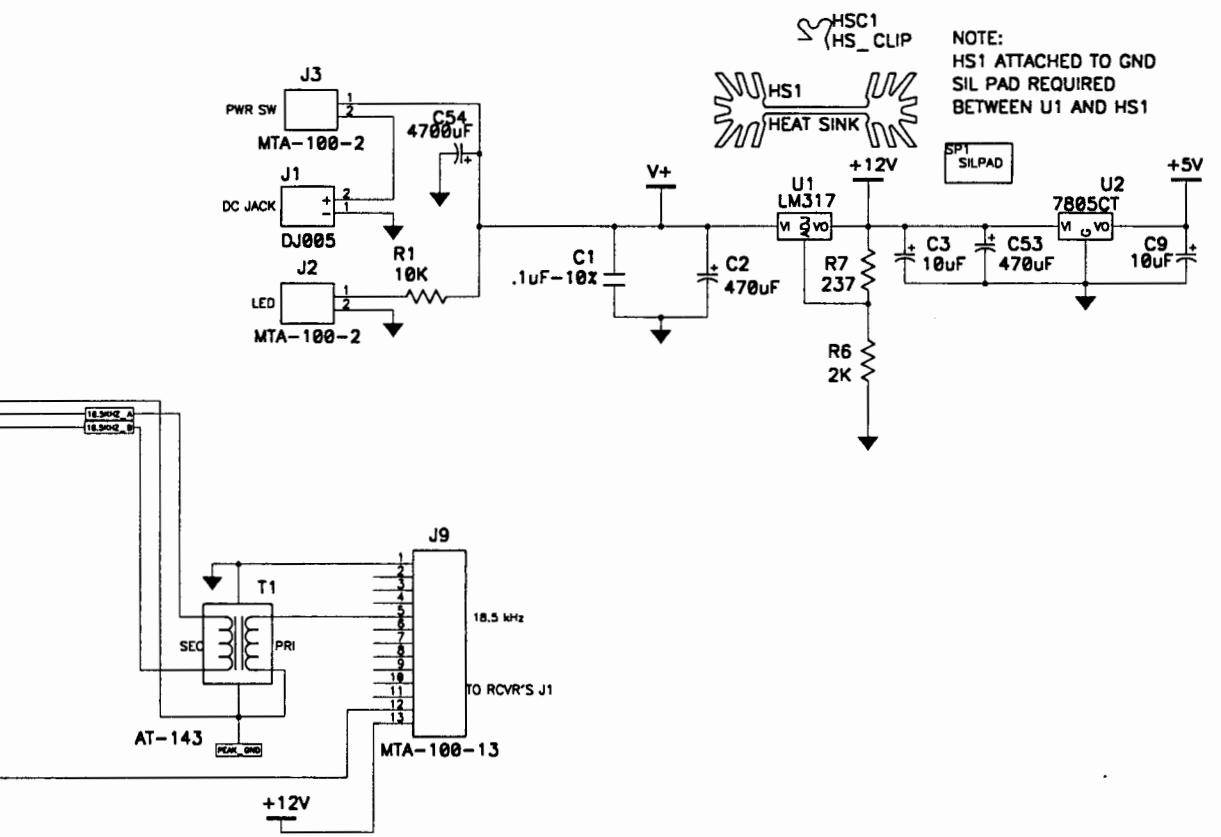 HSC1
HS_CLIP
NOTE:
HS1 ATTACHED TO GND
SIL PAD REQUIRED
BETWEEN U1 AND HS1
HS1
HEAT SINK
SP1
SILPAD
J3
PWR SW
1
2
MTA-100-2
C54
4700uF
+
J1
DC JACK
+
-
2
1
DJ005
R1
10K
J2
LED
1
2
MTA-100-2
V+
C1
.1uF-10%
+
C2
470uF
U1
LM317
VI
ADJ
VO
+12V
R7
237
R6
2K
+
C3
10uF
+
C53
470uF
U2
7805CT
VI
G
VO
+5V
C9
10uF
+
18.5KHZ_A
18.5KHZ_B
T1
SEC
PRI
AT-143
PEAK_GND
J9
1
2
3
4
5
6
7
8
9
10
11
12
13
18.5 kHz
TO RCVR'S J1
MTA-100-13
+12V